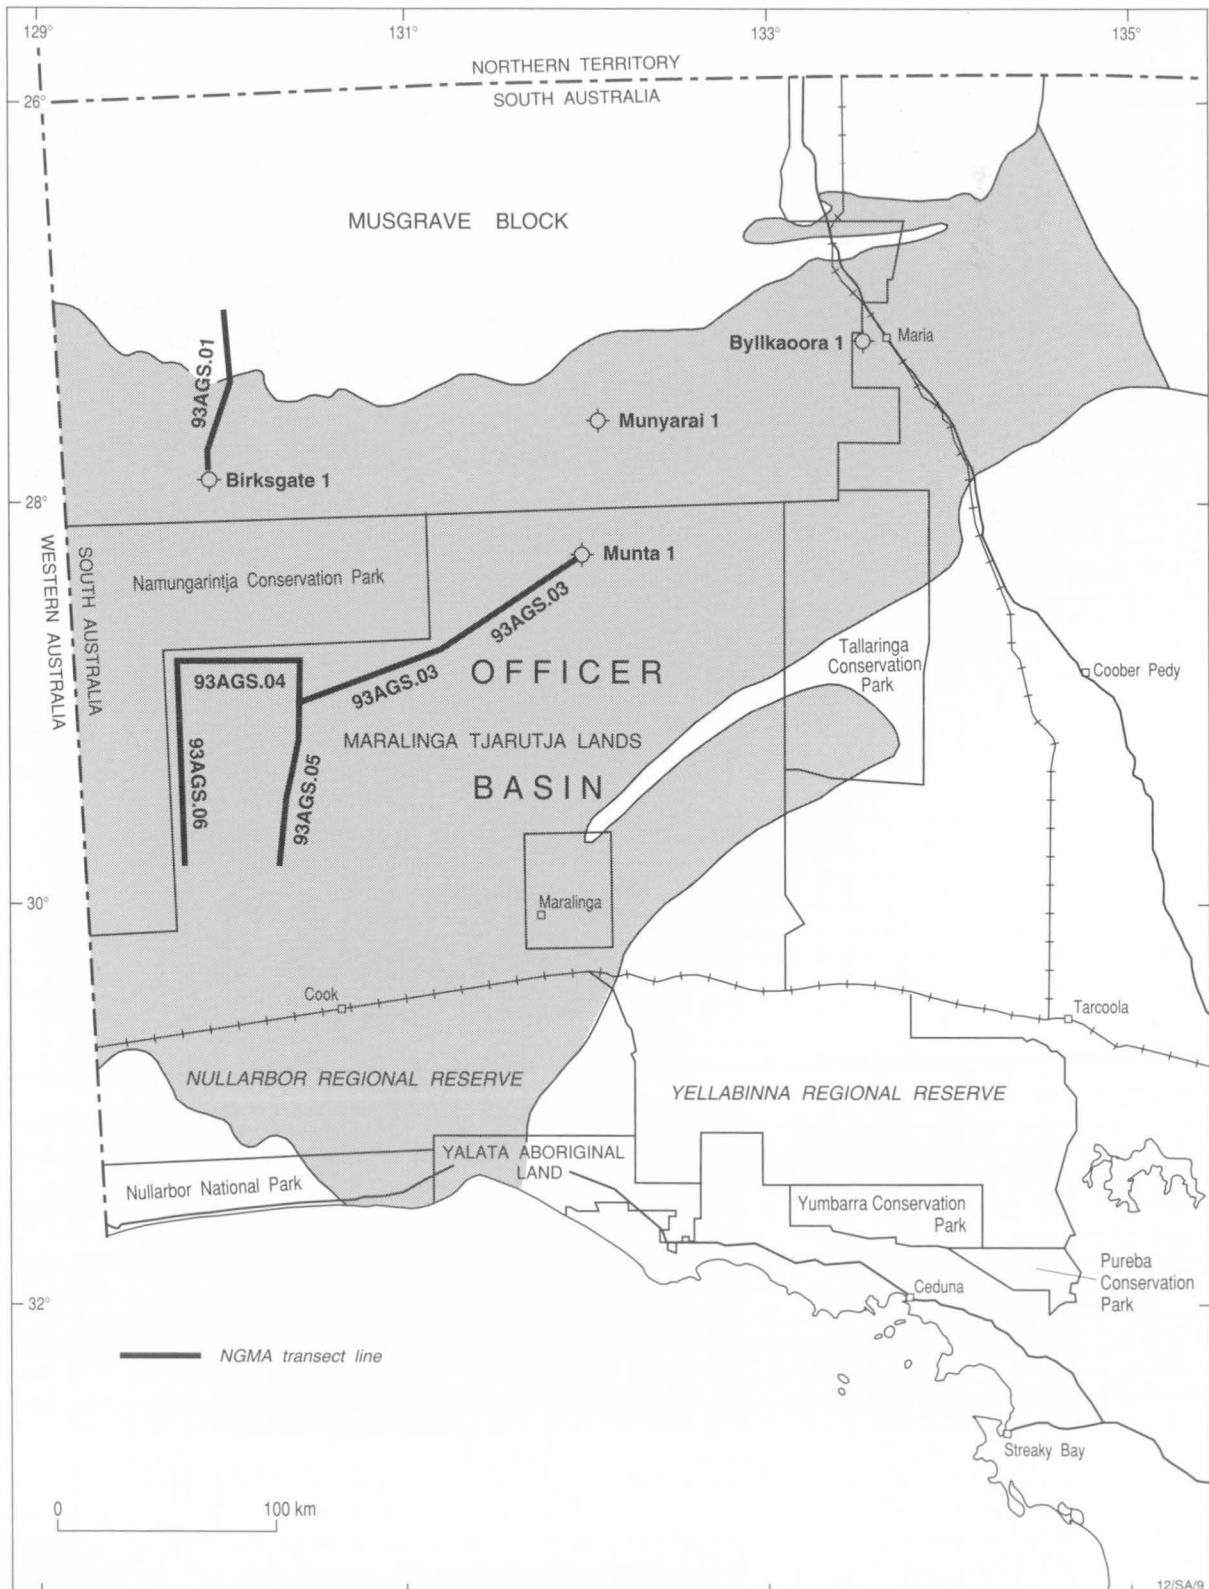 129°
131°
133°
135°
NORTHERN TERRITORY
26°
SOUTH AUSTRALIA
MUSGRAVE BLOCK
93AGS.01
Byllkaoora 1
Maria
Munyarai 1
Birksgate 1
28°
WESTERN AUSTRALIA
SOUTH AUSTRALIA
Munta 1
Namungarintja Conservation Park
93AGS.03
93AGS.03
OFFICER
Tallaringa
Conservation
Park
Coober Pedy
93AGS.04
MARALINGA TJARUTJA LANDS
93AGS.06
93AGS.05
BASIN
30°
Maralinga
Cook
Tarcoola
NULLARBOR REGIONAL RESERVE
YELLABINNA REGIONAL RESERVE
YALATA ABORIGINAL
LAND
Nullarbor National Park
Yumbarra Conservation
Park
Pureba
Conservation
Park
Ceduna
32°
NGMA transect line
Streaky Bay
0
100 km
12/SA/9